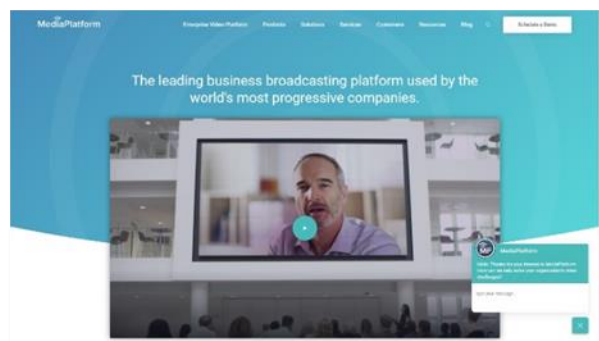 MediaPlatform
Enterprise Video Platform Products Solutions Services Customers Resources Blog Schedule a Demo
The leading business broadcasting platform used by the
world's most progressive companies.
MediaPlatform